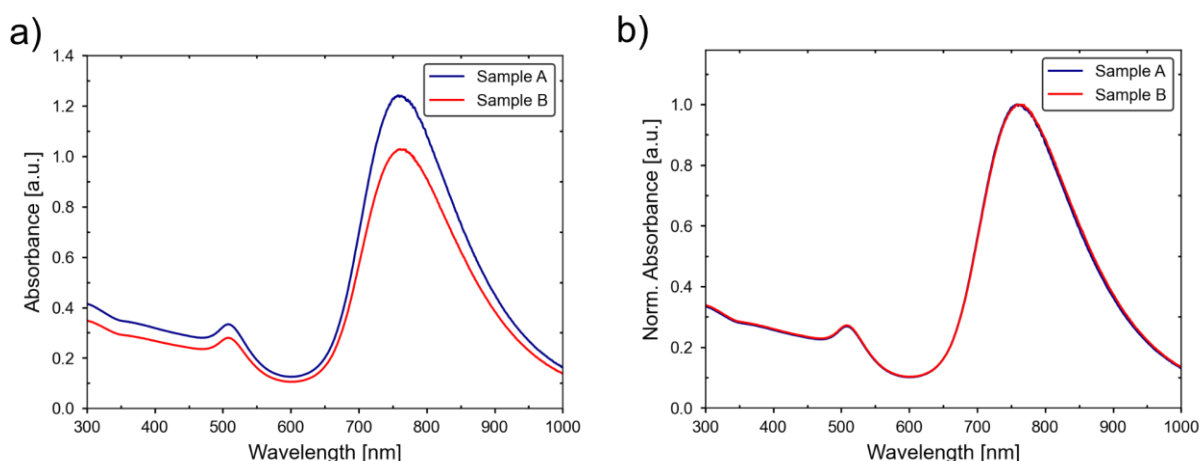 a)
Absorbance [a.u.]
1.4
1.2
1.0
0.8
0.6
0.4
0.2
0.0
300 400 500 600 700 800 900 1000
Wavelength [nm]
Sample A
Sample B
b)
Norm. Absorbance [a.u.]
1.0
0.8
0.6
0.4
0.2
0.0
300 400 500 600 700 800 900 1000
Wavelength [nm]
Sample A
Sample B